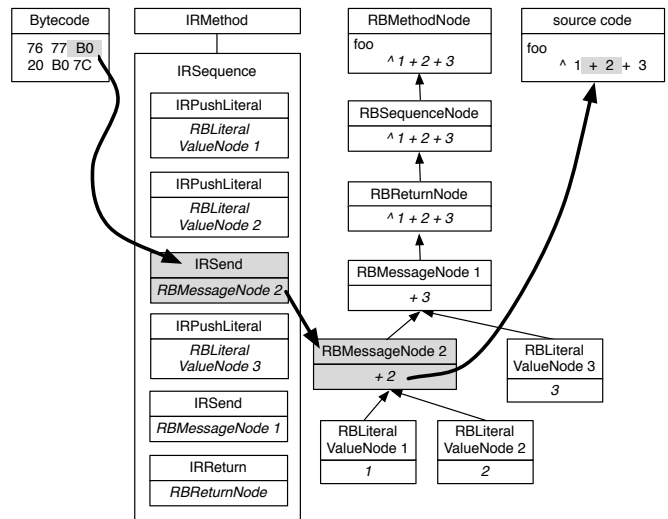 Bytecode
76 77 B0
20 B0 7C
IRMethod
IRSequence
IRPushLiteral
RBLiteral
ValueNode 1
IRPushLiteral
RBLiteral
ValueNode 2
IRSend
RBMessageNode 2
IRPushLiteral
RBLiteral
ValueNode 3
IRSend
RBMessageNode 1
IRReturn
RBReturnNode
RBMethodNode
foo
^ 1 + 2 + 3
RBSequenceNode
^ 1 + 2 + 3
RBReturnNode
^ 1 + 2 + 3
RBMessageNode 1
+ 3
RBMessageNode 2
+ 2
RBLiteral
ValueNode 3
3
RBLiteral
ValueNode 1
1
RBLiteral
ValueNode 2
2
source code
foo
^ 1 + 2 + 3